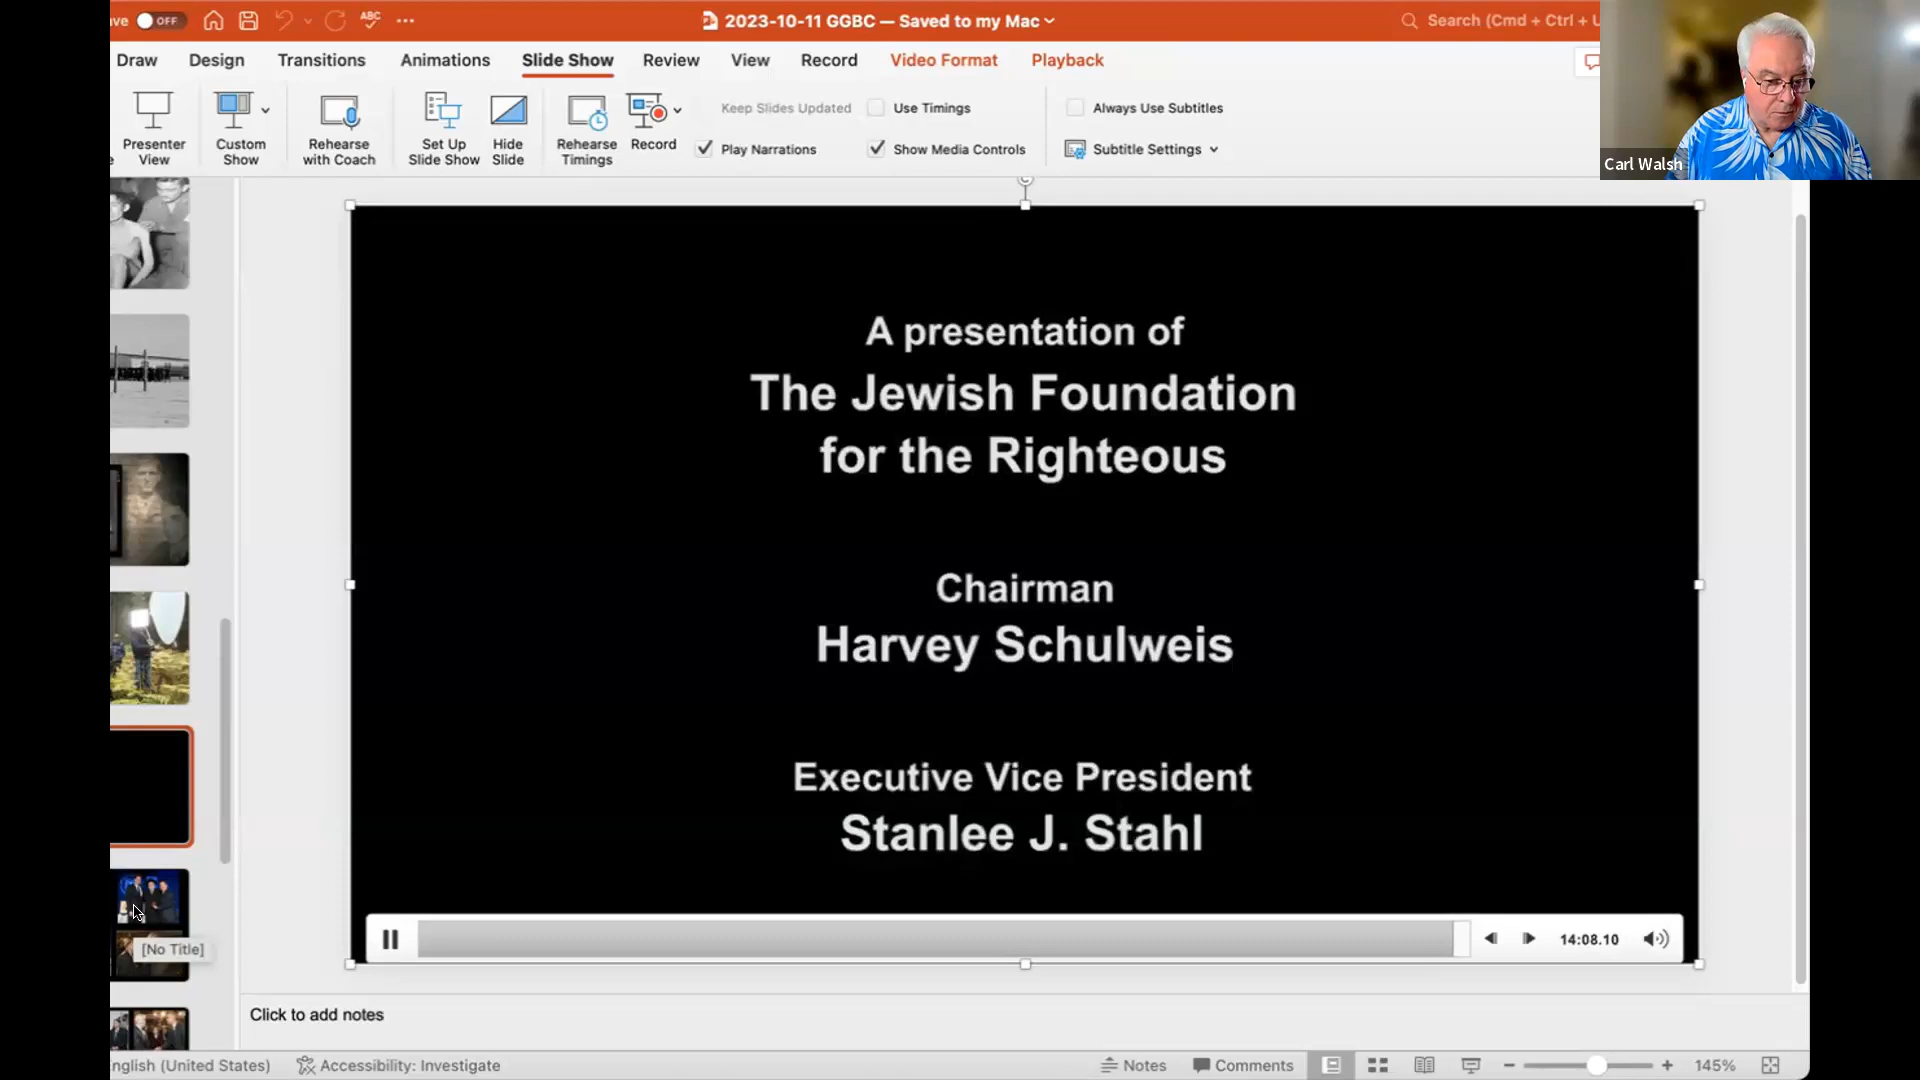 ve OFF ABC ... 2023-10-11 GGBC — Saved to my Mac Search (Cmd + Ctrl + U
Draw Design Transitions Animations Slide Show Review View Record Video Format Playback
Presenter View
Custom Show
Rehearse with Coach
Set Up Slide Show
Hide Slide
Rehearse Timings
Record
Keep Slides Updated
Use Timings
Play Narrations
Show Media Controls
Always Use Subtitles
Subtitle Settings
Carl Walsh
A presentation of
The Jewish Foundation
for the Righteous
Chairman
Harvey Schulweis
Executive Vice President
Stanlee J. Stahl
14:08.10
[No Title]
Click to add notes
nglish (United States) Accessibility: Investigate Notes Comments 145%